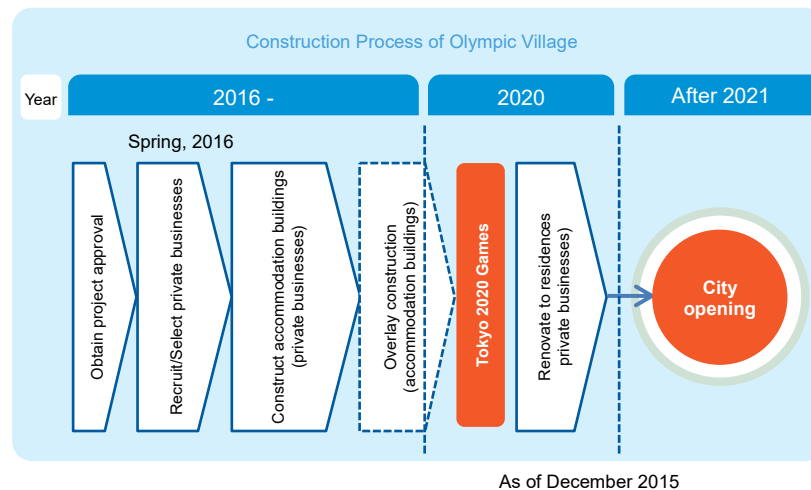 Construction Process of Olympic Village
Year
2016 -
2020
After 2021
Spring, 2016
Obtain project approval
Recruit/Select private businesses
Construct accommodation buildings
(private businesses)
Overlay construction
(accommodation buildings)
Tokyo 2020 Games
Renovate to residences
private businesses)
City
opening
As of December 2015